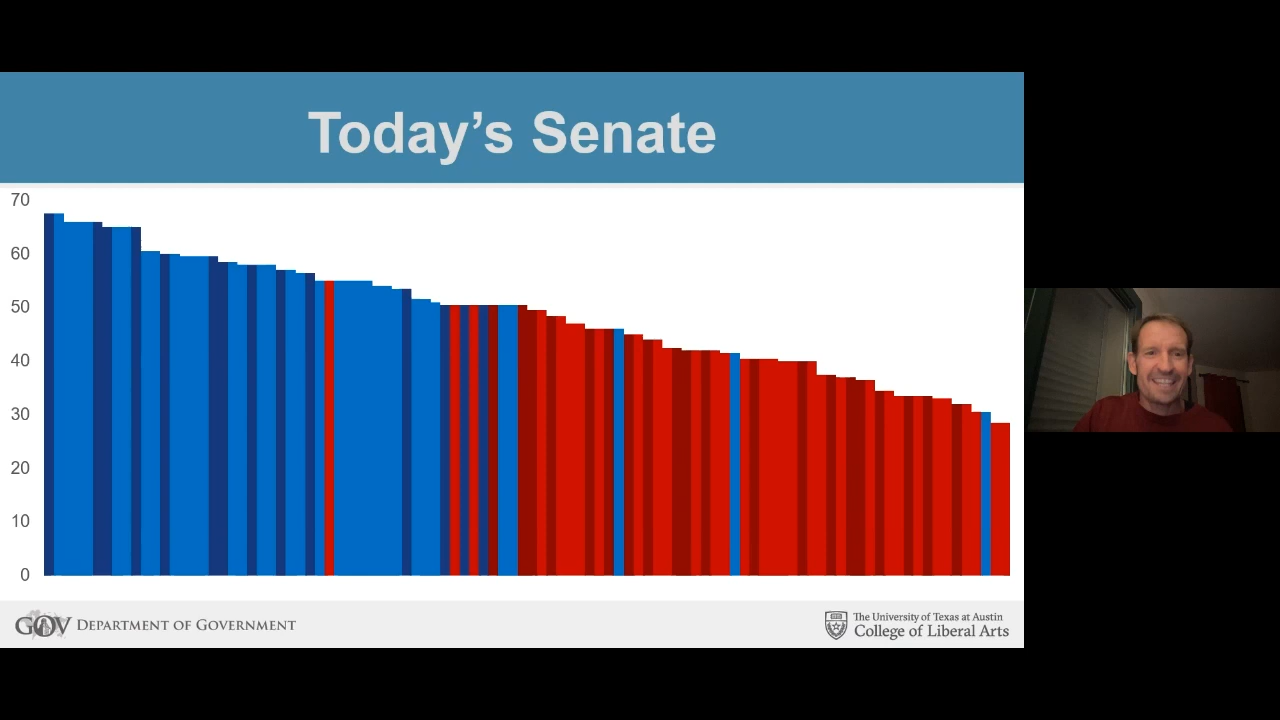 Today's Senate
70
60
50
40
30
20
10
0
GOV DEPARTMENT OF GOVERNMENT
The University of Texas at Austin
College of Liberal Arts